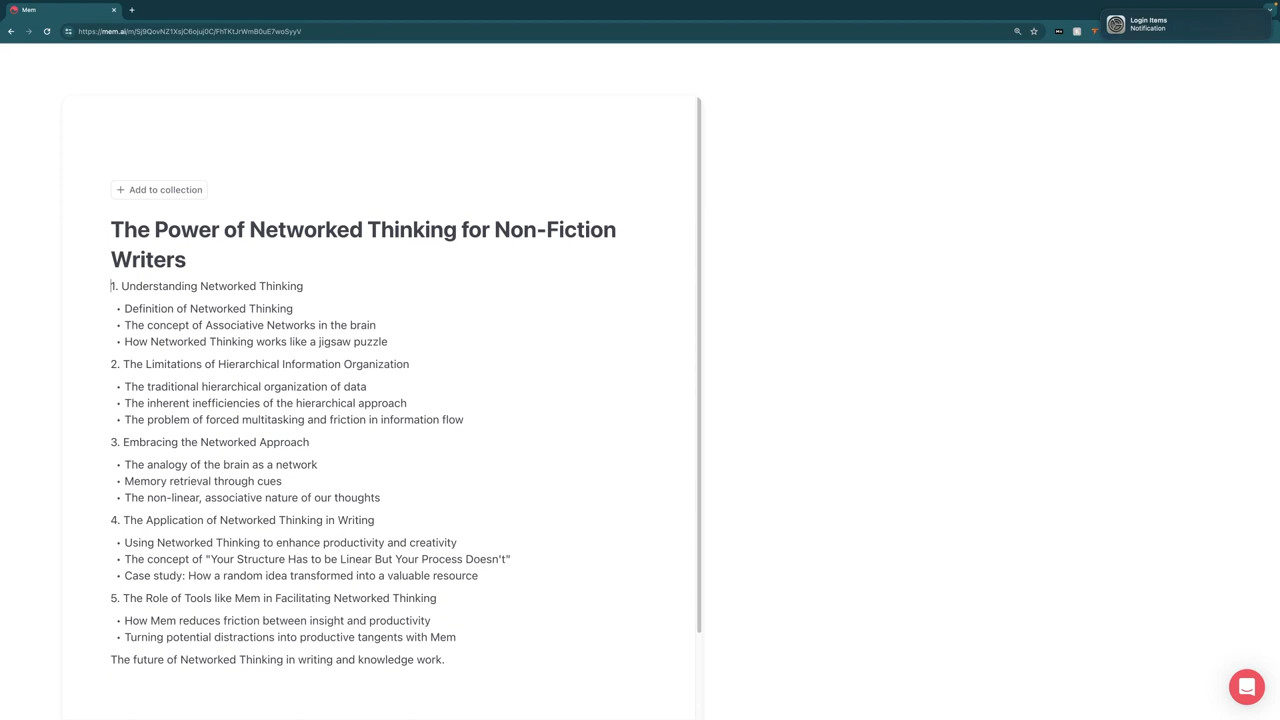 Mem
https://mem.ai/m/Sj9QovNZ1XsjC6ojuj0C/FhTKtJrWmB0uE7woSyyV
Login Items
Notification
Add to collection
The Power of Networked Thinking for Non-Fiction
Writers
1. Understanding Networked Thinking
• Definition of Networked Thinking
• The concept of Associative Networks in the brain
• How Networked Thinking works like a jigsaw puzzle
2. The Limitations of Hierarchical Information Organization
• The traditional hierarchical organization of data
• The inherent inefficiencies of the hierarchical approach
• The problem of forced multitasking and friction in information flow
3. Embracing the Networked Approach
• The analogy of the brain as a network
• Memory retrieval through cues
• The non-linear, associative nature of our thoughts
4. The Application of Networked Thinking in Writing
• Using Networked Thinking to enhance productivity and creativity
• The concept of "Your Structure Has to be Linear But Your Process Doesn't"
• Case study: How a random idea transformed into a valuable resource
5. The Role of Tools like Mem in Facilitating Networked Thinking
• How Mem reduces friction between insight and productivity
• Turning potential distractions into productive tangents with Mem
The future of Networked Thinking in writing and knowledge work.